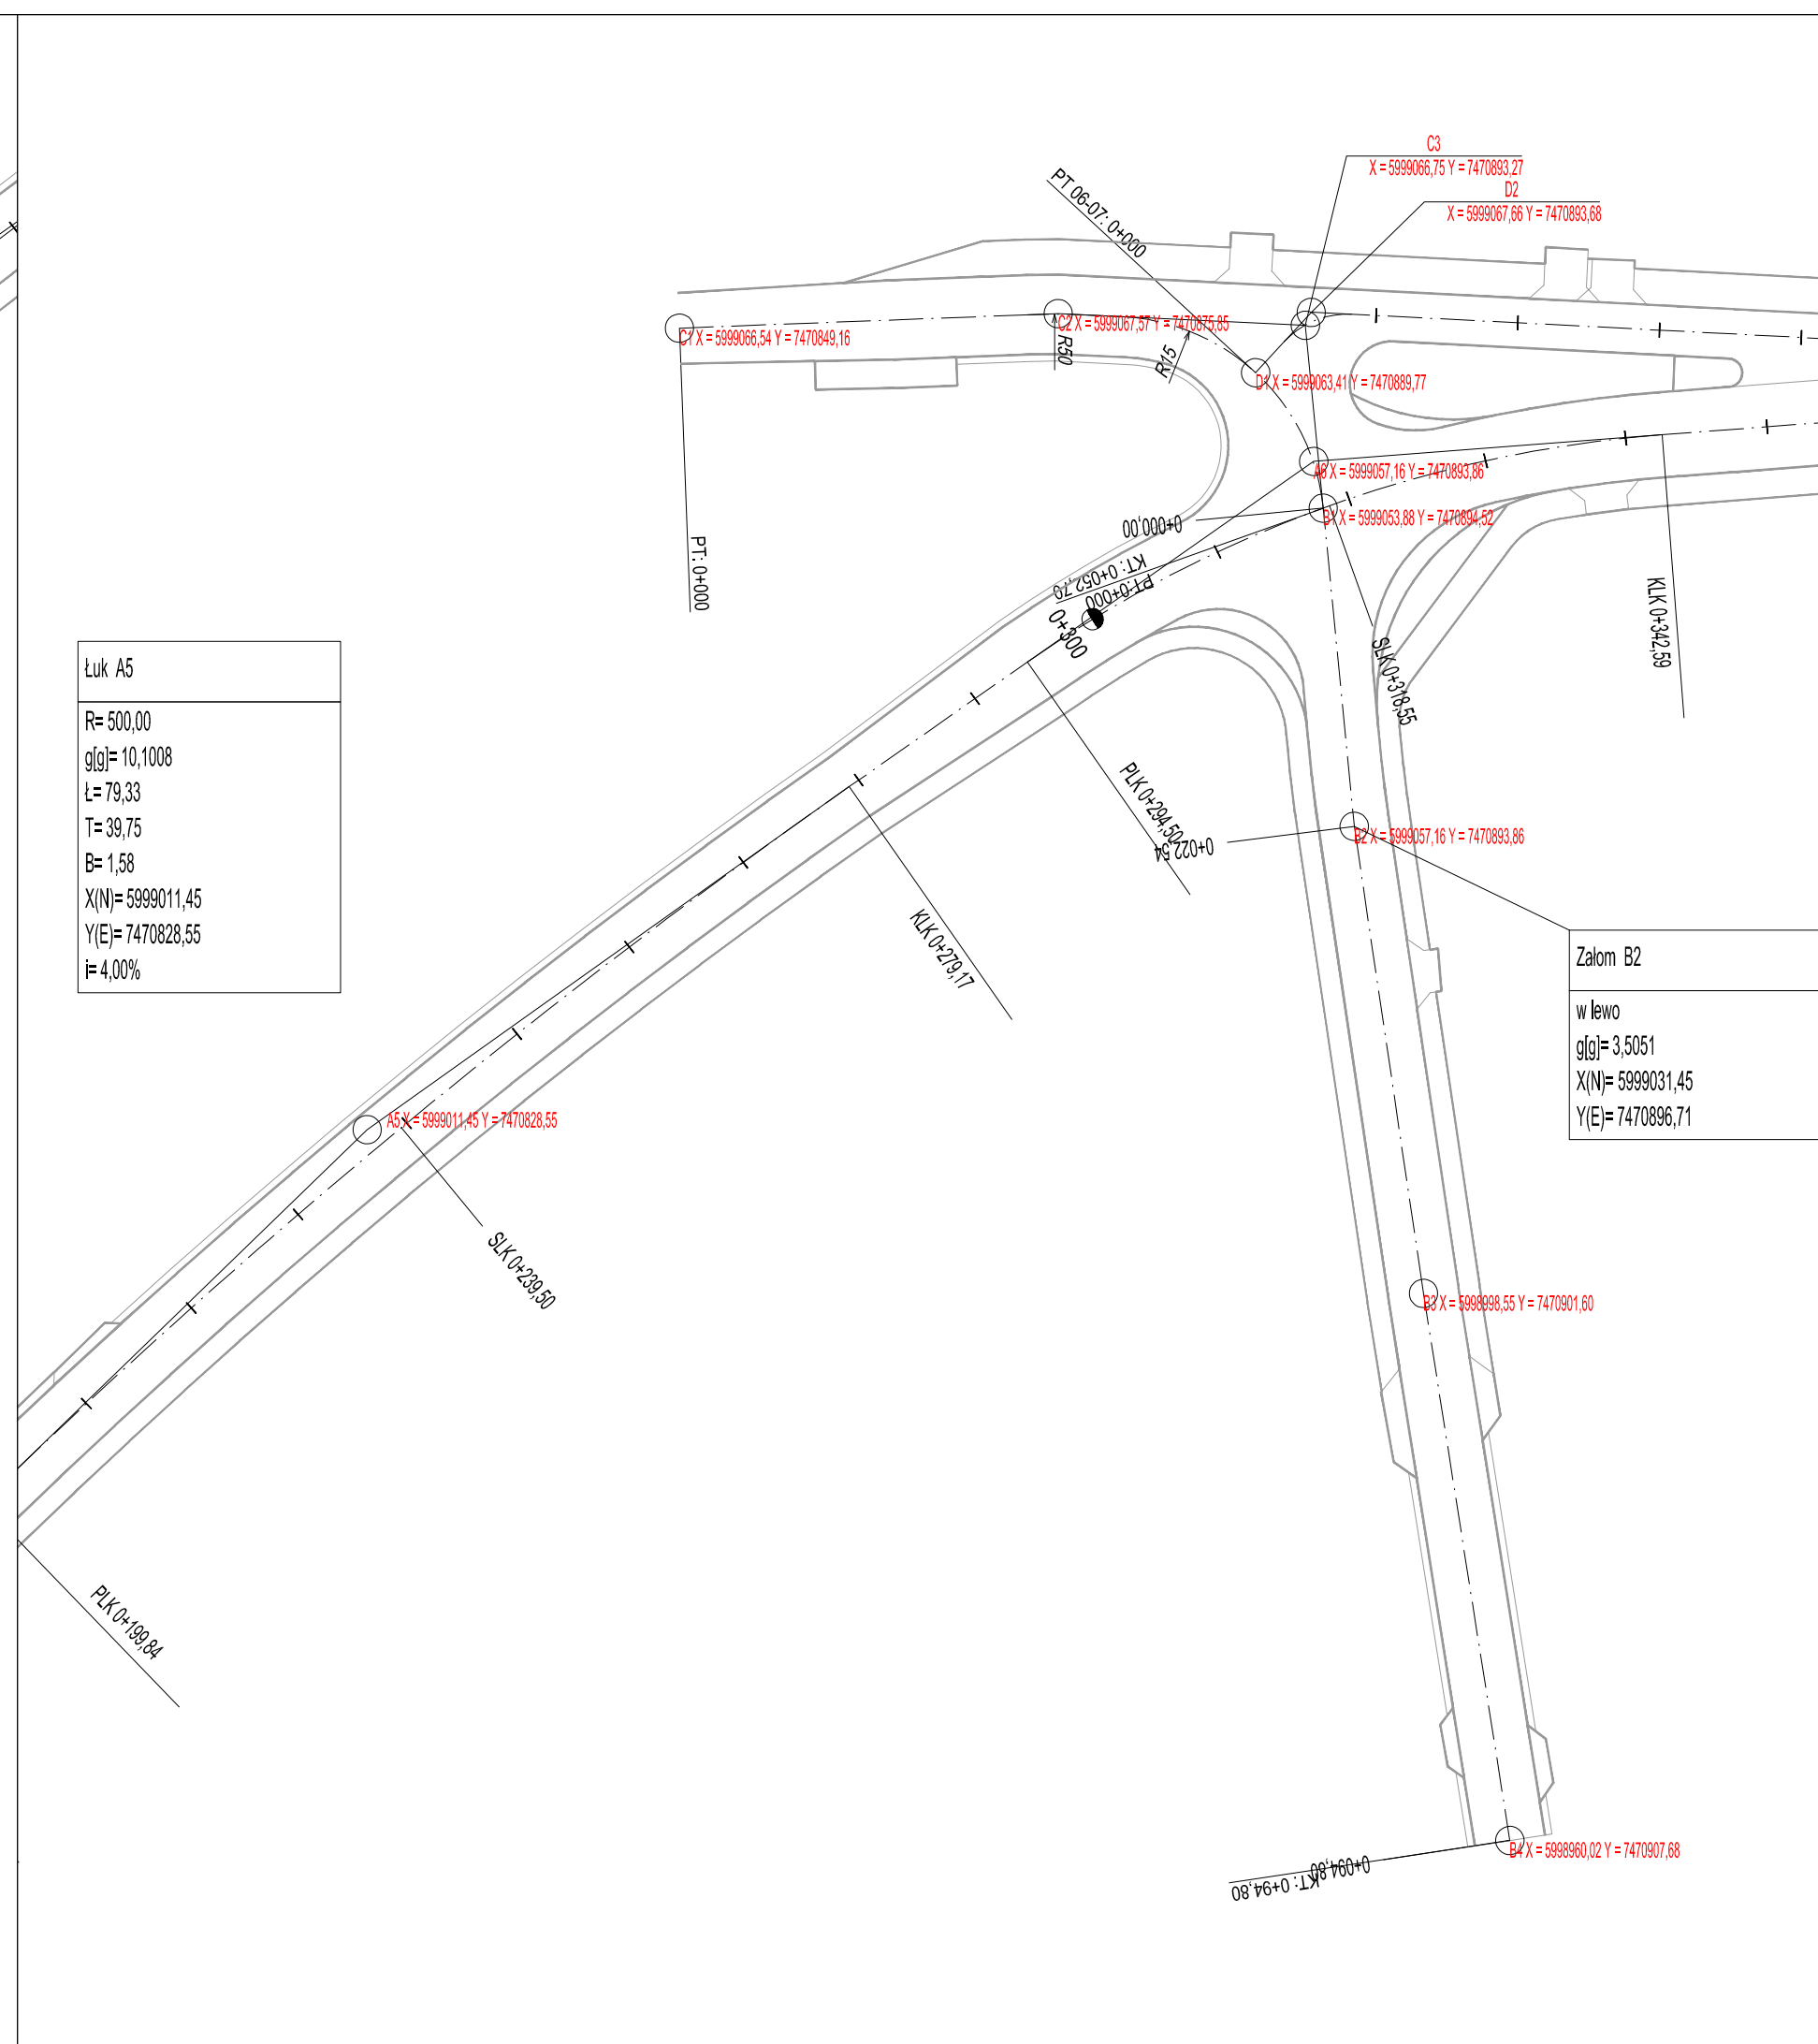 C3
X = 5999066,75 Y = 7470893,27
D2
X = 5999067,66 Y = 7470893,68
PT 06-07: 0+000
C1 X = 5999066,54 Y = 7470849,16
C2 X = 5999067,57 Y = 7470875,85
R50
R15
D1 X = 5999063,41 Y = 7470889,77
A6 X = 5999057,16 Y = 7470893,86
B1 X = 5999053,88 Y = 7470894,52
0+000,00
KT: 0+052,70
PT:0+000
0+300
PT: 0+000
KLK 0+342,59
SLK 0+318,55
Łuk A5
R= 500,00
g[g]= 10,1008
Ł= 79,33
T= 39,75
B= 1,58
X(N)= 5999011,45
Y(E)= 7470828,55
i= 4,00%
PLK 0+294,50
0+022,54
B2 X = 5999057,16 Y = 7470893,86
KLK 0+279,17
Załom B2
w lewo
g[g]= 3,5051
X(N)= 5999031,45
Y(E)= 7470896,71
A5 X = 5999011,45 Y = 7470828,55
SLK 0+239,50
B3 X = 5998998,55 Y = 7470901,60
PLK 0+199,84
B4 X = 5998960,02 Y = 7470907,68
0+094,80
KT: 0+94,80